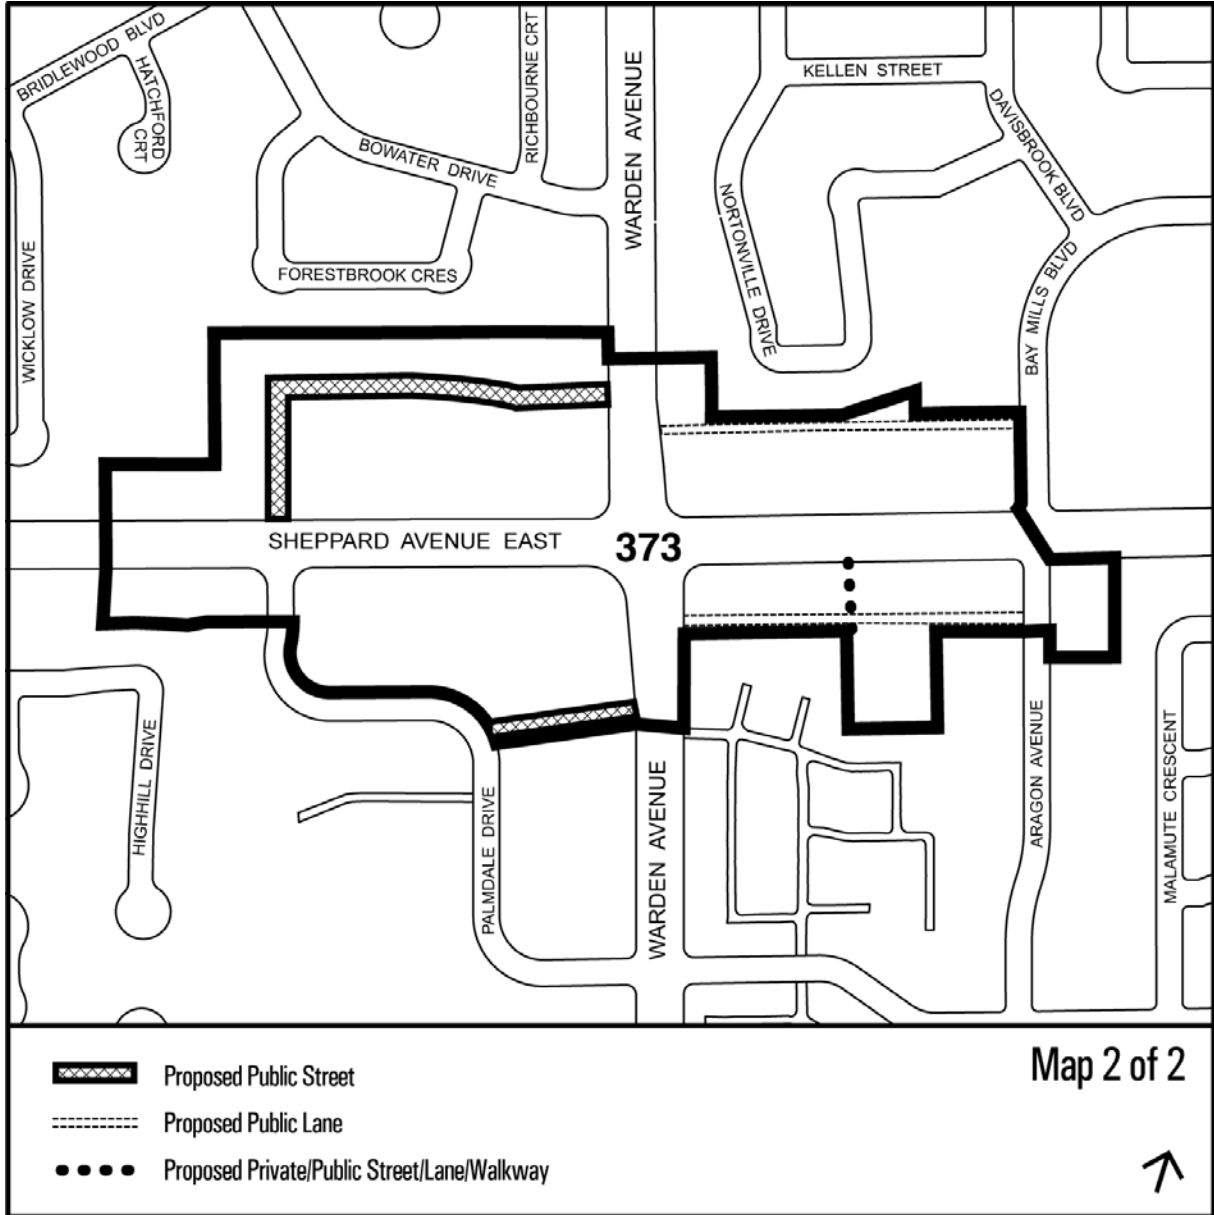 BRIDLEWOOD BLVD
HATCHFORD
CRT
RICHBOURNE CRT
WARDEN AVENUE
KELLEN STREET
DAVISBROOK BLVD
BOWATER DRIVE
NORTONVILLE DRIVE
WICKLOW DRIVE
FORESTBROOK CRES
BAY MILLS BLVD
SHEPPARD AVENUE EAST
373
HIGHHILL DRIVE
PALMDALE DRIVE
WARDEN AVENUE
ARAGON AVENUE
MALAMUTE CRESCENT
Map 2 of 2
Proposed Public Street
Proposed Public Lane
Proposed Private/Public Street/Lane/Walkway